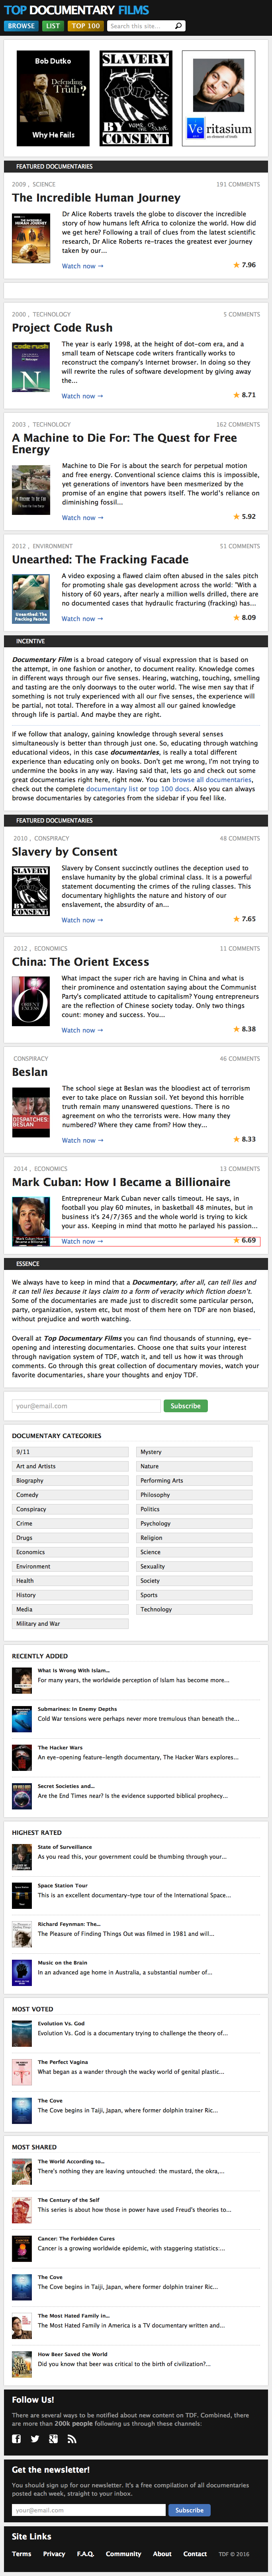 TOP DOCUMENTARY FILMS
BROWSE LIST TOP 100 Search this site...
Bob Dutko
Defending Truth?
Why He Fails
SLAVERY
BY CONSENT
Veritasium
an element of truth
FEATURED DOCUMENTARIES
2009 , SCIENCE 191 COMMENTS
The Incredible Human Journey
Dr Alice Roberts travels the globe to discover the incredible
story of how humans left Africa to colonize the world. How did
we get here? Following a trail of clues from the latest scientific
research, Dr Alice Roberts re-traces the greatest ever journey
taken by our...
Watch now → 7.96
2000 , TECHNOLOGY 5 COMMENTS
Project Code Rush
The year is early 1998, at the height of dot-com era, and a
small team of Netscape code writers frantically works to
reconstruct the company's Internet browser. In doing so they
will rewrite the rules of software development by giving away
the...
Watch now → 8.71
2003 , TECHNOLOGY 162 COMMENTS
A Machine to Die For: The Quest for Free
Energy
Machine to Die For is about the search for perpetual motion
and free energy. Conventional science claims this is impossible,
yet generations of inventors have been mesmerized by the
promise of an engine that powers itself. The world's reliance on
diminishing fossil...
Watch now → 5.92
2012 , ENVIRONMENT 51 COMMENTS
Unearthed: The Fracking Facade
A video exposing a flawed claim often abused in the sales pitch
for promoting shale gas development across the world: "With a
history of 60 years, after nearly a million wells drilled, there are
no documented cases that hydraulic fracturing (fracking) has...
Watch now → 8.09
INCENTIVE
Documentary Film is a broad category of visual expression that is based on
the attempt, in one fashion or another, to document reality. Knowledge comes
in different ways through our five senses. Hearing, watching, touching, smelling
and tasting are the only doorways to the outer world. The wise men say that if
something is not truly experienced with all our five senses, the experience will
be partial, not total. Therefore in a way almost all our gained knowledge
through life is partial. And maybe they are right.
If we follow that analogy, gaining knowledge through several senses
simultaneously is better than through just one. So, educating through watching
educational videos, in this case documentaries, is really a total different
experience than educating only on books. Don't get me wrong, I'm not trying to
undermine the books in any way. Having said that, lets go and check out some
great documentaries right here, right now. You can browse all documentaries,
check out the complete documentary list or top 100 docs. Also you can always
browse documentaries by categories from the sidebar if you feel like.
FEATURED DOCUMENTARIES
2010 , CONSPIRACY 48 COMMENTS
Slavery by Consent
Slavery by Consent succinctly outlines the deception used to
enslave humanity by the global criminal class. It is a powerful
statement documenting the crimes of the ruling classes. This
documentary highlights the nature and history of our
enslavement, the absurdity of an...
Watch now → 7.65
2012 , ECONOMICS 11 COMMENTS
China: The Orient Excess
What impact the super rich are having in China and what is
their prominence and ostentation saying about the Communist
Party's complicated attitude to capitalism? Young entrepreneurs
are the reflection of Chinese society today. Only two things
count: money and success. You...
Watch now → 8.38
CONSPIRACY 46 COMMENTS
Beslan
The school siege at Beslan was the bloodiest act of terrorism
ever to take place on Russian soil. Yet beyond this horrible
truth remain many unanswered questions. There is no
agreement on who the terrorists were. How many they
numbered? Where they came from? How they...
Watch now → 8.33
2014 , ECONOMICS 13 COMMENTS
Mark Cuban: How I Became a Billionaire
Entrepreneur Mark Cuban never calls timeout. He says, in
football you play 60 minutes, in basketball 48 minutes, but in
business it's 24/7/365 and the whole world is trying to kick
your ass. Keeping in mind that motto he parlayed his passion...
Watch now → 6.69
ESSENCE
We always have to keep in mind that a Documentary, after all, can tell lies and
it can tell lies because it lays claim to a form of veracity which fiction doesn't.
Some of the documentaries are made just to discredit some particular person,
party, organization, system etc, but most of them here on TDF are non biased,
without prejudice and worth watching.
Overall at Top Documentary Films you can find thousands of stunning, eye-
opening and interesting documentaries. Choose one that suits your interest
through navigation system of TDF, watch it, and tell us how it was through
comments. Go through this great collection of documentary movies, watch your
favorite documentaries, share your thoughts and enjoy TDF.
your@email.com Subscribe
DOCUMENTARY CATEGORIES
9/11 Mystery
Art and Artists Nature
Biography Performing Arts
Comedy Philosophy
Conspiracy Politics
Crime Psychology
Drugs Religion
Economics Science
Environment Sexuality
Health Society
History Sports
Media Technology
Military and War
RECENTLY ADDED
What Is Wrong With Islam...
For many years, the worldwide perception of Islam has become more...
Submarines: In Enemy Depths
Cold War tensions were perhaps never more tremulous than beneath the...
The Hacker Wars
An eye-opening feature-length documentary, The Hacker Wars explores...
Secret Societies and...
Are the End Times near? Is the evidence supported biblical prophecy...
HIGHEST RATED
State of Surveillance
As you read this, your government could be thumbing through your...
Space Station Tour
This is an excellent documentary-type tour of the International Space...
Richard Feynman: The...
The Pleasure of Finding Things Out was filmed in 1981 and will...
Music on the Brain
In an advanced age home in Australia, a substantial number of...
MOST VOTED
Evolution Vs. God
Evolution Vs. God is a documentary trying to challenge the theory of...
The Perfect Vagina
What began as a wander through the wacky world of genital plastic...
The Cove
The Cove begins in Taiji, Japan, where former dolphin trainer Ric...
MOST SHARED
The World According to...
There's nothing they are leaving untouched: the mustard, the okra,...
The Century of the Self
This series is about how those in power have used Freud's theories to...
Cancer: The Forbidden Cures
Cancer is a growing worldwide epidemic, with staggering statistics:...
The Cove
The Cove begins in Taiji, Japan, where former dolphin trainer Ric...
The Most Hated Family in...
The Most Hated Family in America is a TV documentary written and...
How Beer Saved the World
Did you know that beer was critical to the birth of civilization?...
Follow Us!
There are several ways to be notified about new content on TDF. Combined, there
are more than 200k people following us through these channels:
Get the newsletter!
You should sign up for our newsletter. It's a free compilation of all documentaries
posted each week, straight to your inbox.
your@email.com Subscribe
Site Links
Terms Privacy F.A.Q. Community About Contact TDF © 2016